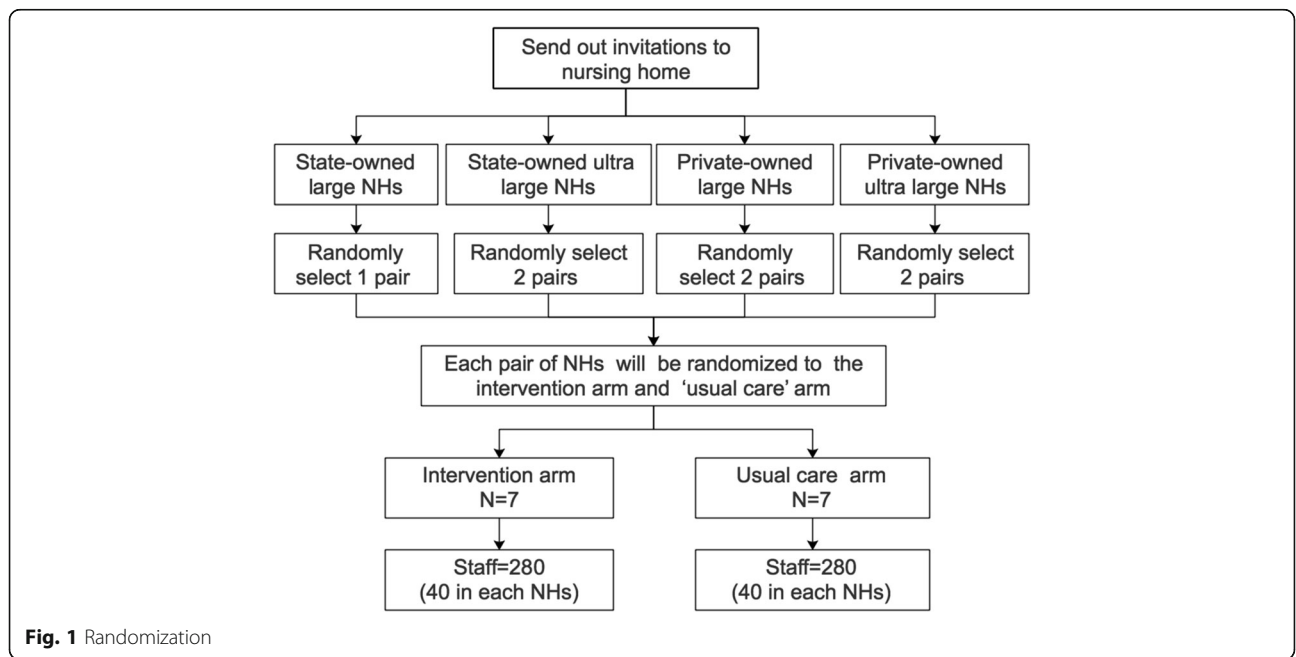 Send out invitations to
nursing home
State-owned
large NHs
State-owned ultra
large NHs
Private-owned
large NHs
Private-owned
ultra large NHs
Randomly
select 1 pair
Randomly select
2 pairs
Randomly
select 2 pairs
Randomly select
2 pairs
Each pair of NHs will be randomized to the
intervention arm and ‘usual care’ arm
Intervention arm
N=7
Usual care arm
N=7
Staff=280
(40 in each NHs)
Staff=280
(40 in each NHs)
Fig. 1 Randomization